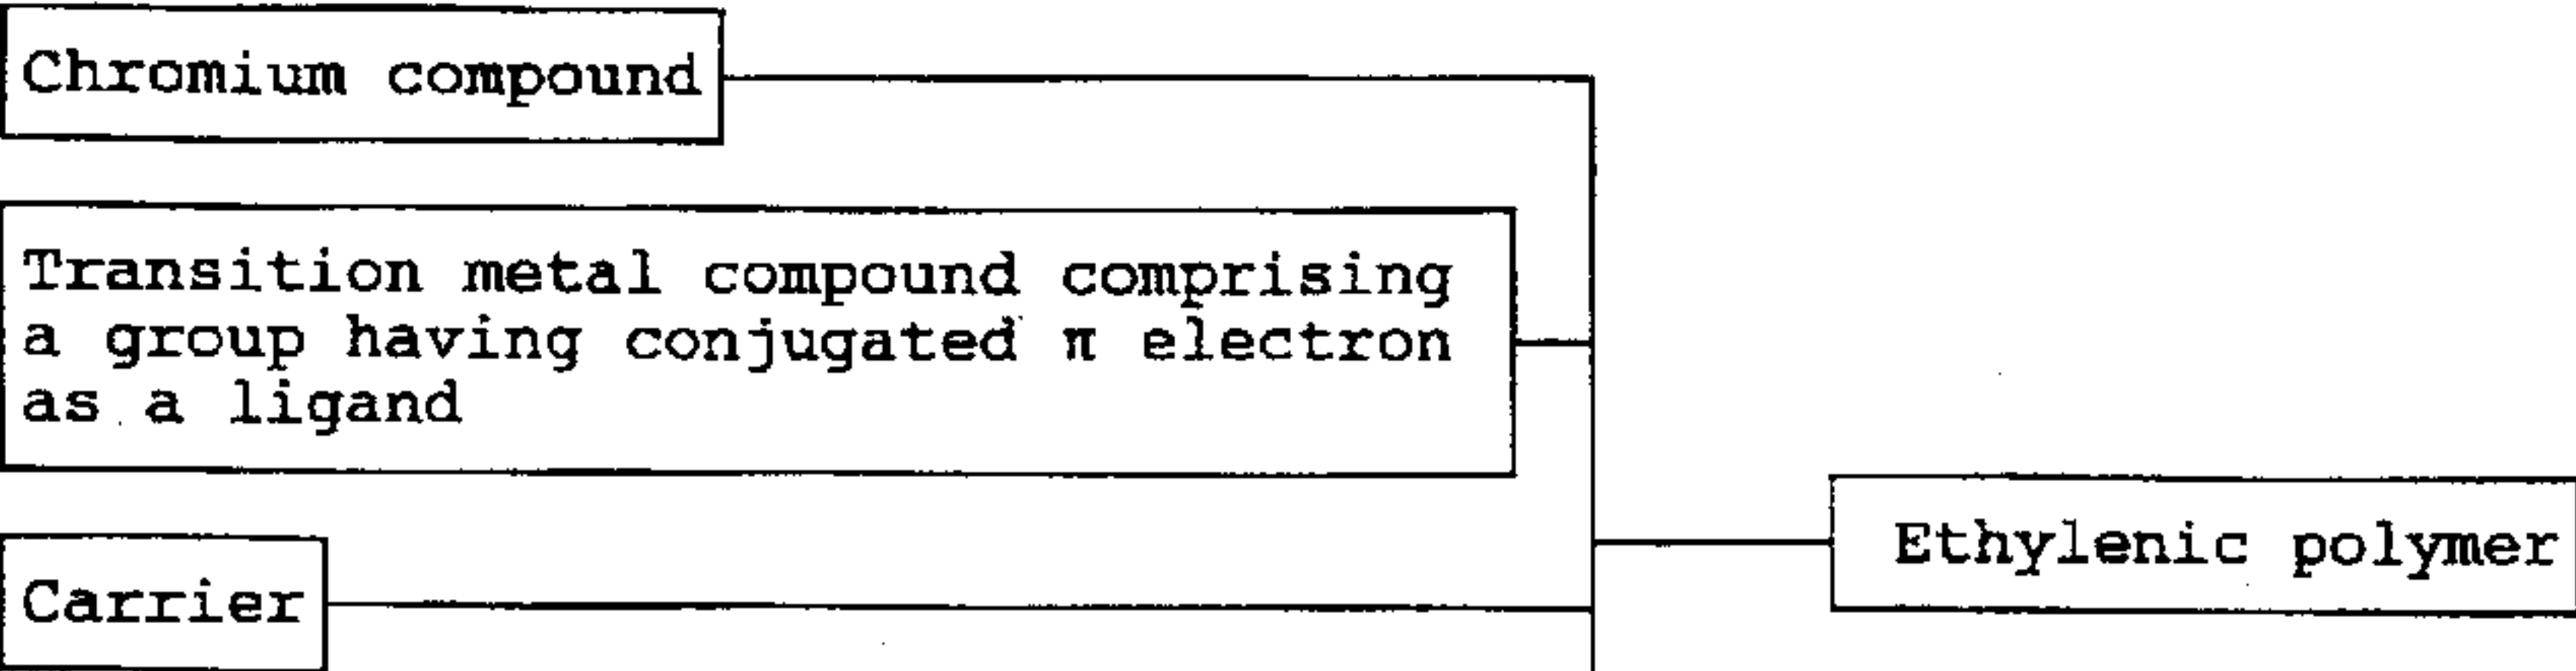 Chromium compound
Transition metal compound comprising
a group having conjugated π electron
as a ligand
Ethylenic polymer
Carrier